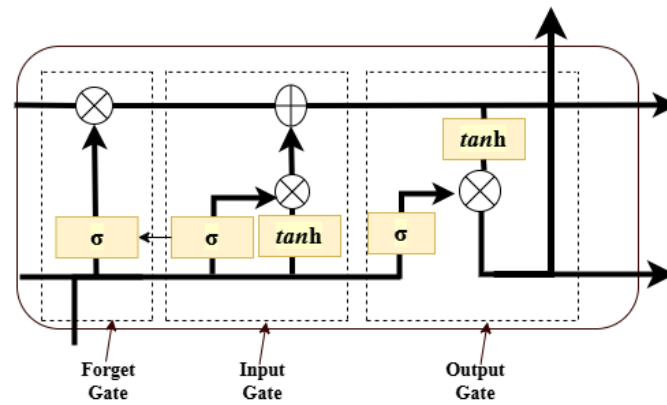 tanh
σ
σ
tanh
σ
Forget
Gate
Input
Gate
Output
Gate